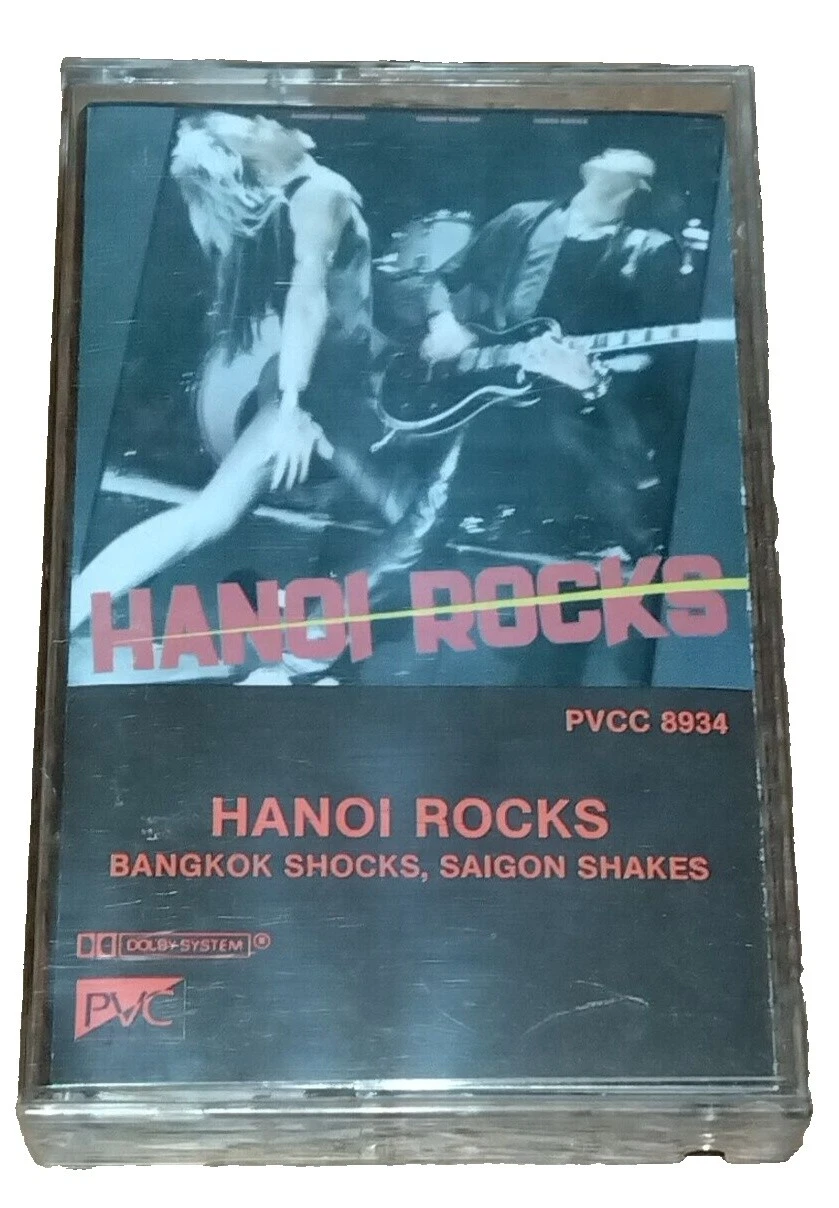 HANOI ROCKS
PVCC 8934
HANOI ROCKS
BANGKOK SHOCKS, SAIGON SHAKES
DOLBY SYSTEM ®
PVC